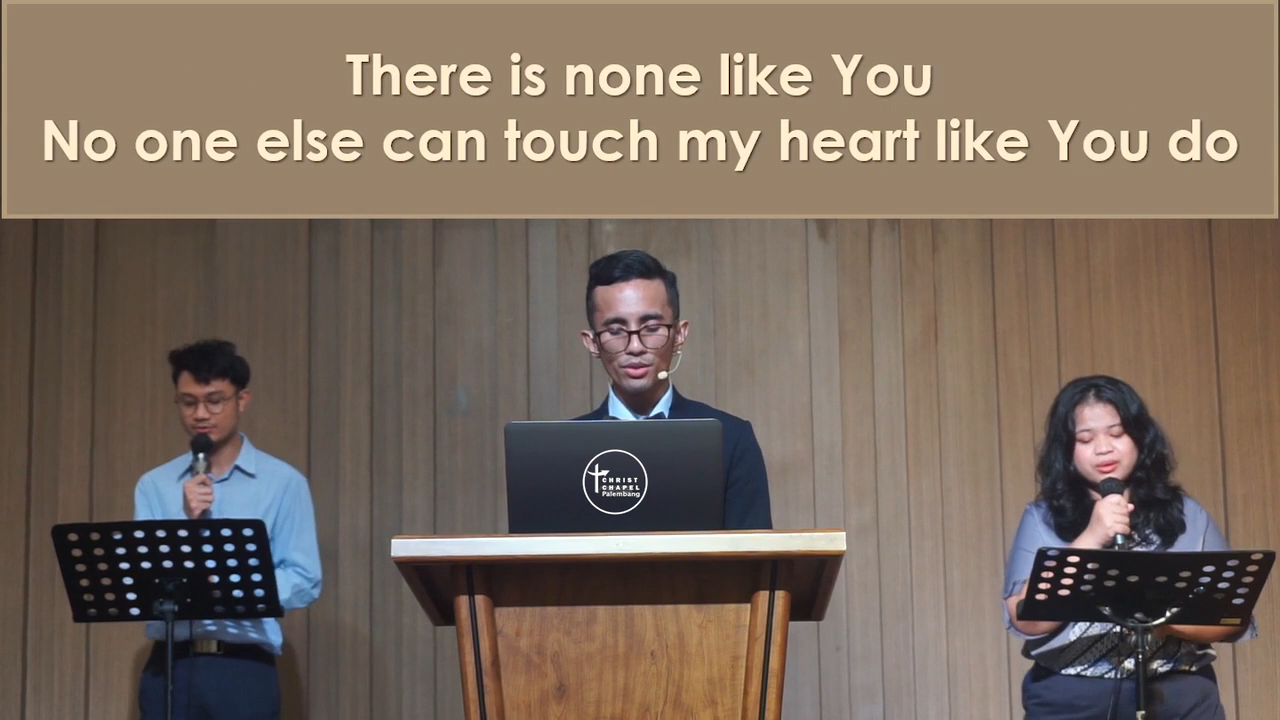 There is none like You
No one else can touch my heart like You do
CHRIST
CHAPEL
Palembang